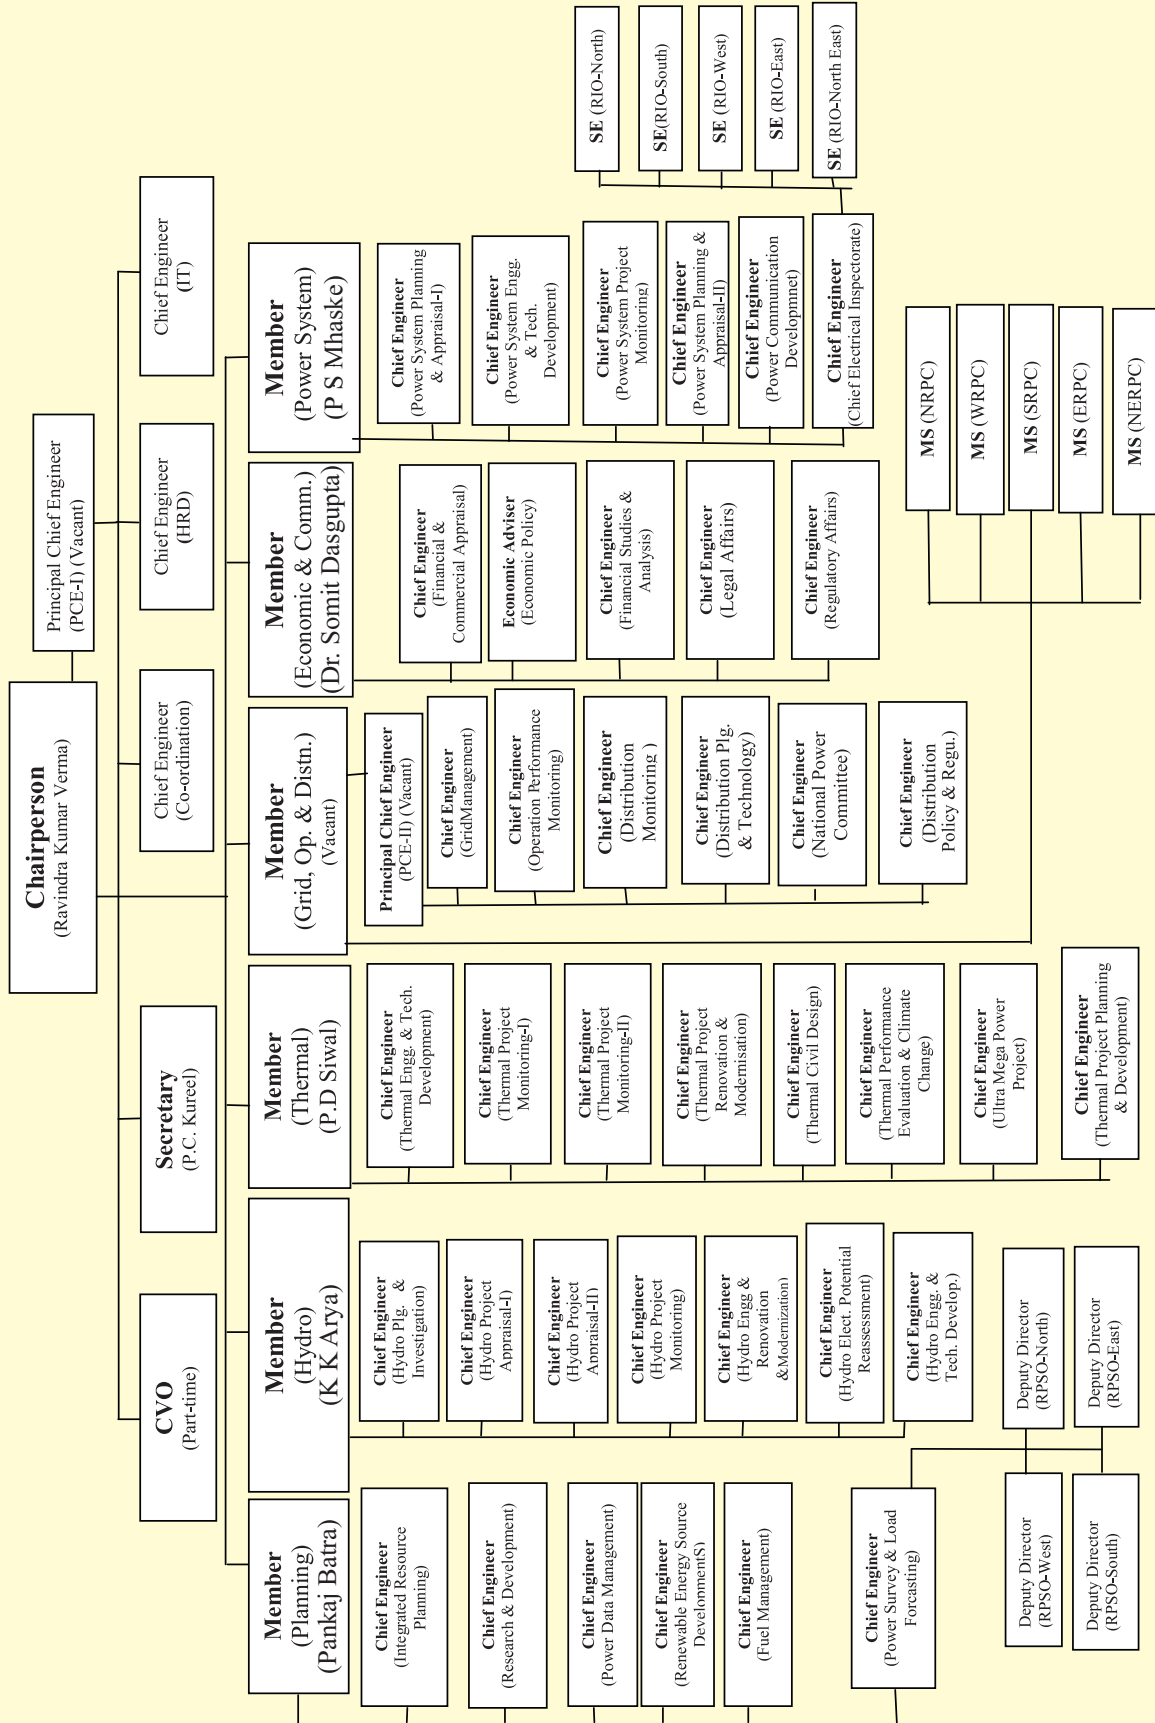 Chairperson
(Ravindra Kumar Verma)
Principal Chief Engineer
(PCE-I) (Vacant)
CVO
(Part-time)
Secretary
(P.C. Kureel)
Chief Engineer
(Co-ordination)
Chief Engineer
(HRD)
Chief Engineer
(IT)
Member
(Planning)
(Pankaj Batra)
Chief Engineer
(Integrated Resource
Planning)
Chief Engineer
(Research & Development)
Chief Engineer
(Power Data Management)
Chief Engineer
(Renewable Energy Source
DevelopmentS)
Chief Engineer
(Fuel Management)
Chief Engineer
(Power Survey & Load
Forcasting)
Deputy Director
(RPSO-West)
Deputy Director
(RPSO-North)
Deputy Director
(RPSO-South)
Deputy Director
(RPSO-East)
Member
(Hydro)
(K K Arya)
Chief Engineer
(Hydro Plg. &
Investigation)
Chief Engineer
(Hydro Project
Appraisal-I)
Chief Engineer
(Hydro Project
Appraisal-II)
Chief Engineer
(Hydro Project
Monitoring)
Chief Engineer
(Hydro Engg &
Renovation
&Modernization)
Chief Engineer
(Hydro Elect. Potential
Reassessment)
Chief Engineer
(Hydro Engg. &
Tech. Develop.)
Member
(Thermal)
(P.D Siwal)
Chief Engineer
(Thermal Engg. & Tech.
Development)
Chief Engineer
(Thermal Project
Monitoring-I)
Chief Engineer
(Thermal Project
Monitoring-II)
Chief Engineer
(Thermal Project
Renovation &
Modernisation)
Chief Engineer
(Thermal Civil Design)
Chief Engineer
(Thermal Performance
Evaluation & Climate
Change)
Chief Engineer
(Ultra Mega Power
Project)
Chief Engineer
(Thermal Project Planning
& Development)
Member
(Grid, Op. & Distn.)
(Vacant)
Principal Chief Engineer
(PCE-II) (Vacant)
Chief Engineer
(GridManagement)
Chief Engineer
(Operation Performance
Monitoring)
Chief Engineer
(Distribution
Monitoring )
Chief Engineer
(Distribution Plg.
& Technology)
Chief Engineer
(National Power
Committee)
Chief Engineer
(Distribution
Policy & Regu.)
MS (NRPC)
MS (WRPC)
MS (SRPC)
MS (ERPC)
MS (NERPC)
Member
(Economic & Comm.)
(Dr. Somit Dasgupta)
Chief Engineer
(Financial &
Commercial Appraisal)
Economic Adviser
(Economic Policy)
Chief Engineer
(Financial Studies &
Analysis)
Chief Engineer
(Legal Affairs)
Chief Engineer
(Regulatory Affairs)
Member
(Power System)
(P S Mhaske)
Chief Engineer
(Power System Planning
& Appraisal-I)
Chief Engineer
(Power System Engg.
& Tech.
Development)
Chief Engineer
(Power System Project
Monitoring)
Chief Engineer
(Power System Planning &
Appraisal-II)
Chief Engineer
(Power Communication
Developmnet)
Chief Engineer
(Chief Electrical Inspectorate)
SE (RIO-North)
SE(RIO-South)
SE (RIO-West)
SE (RIO-East)
SE (RIO-North East)